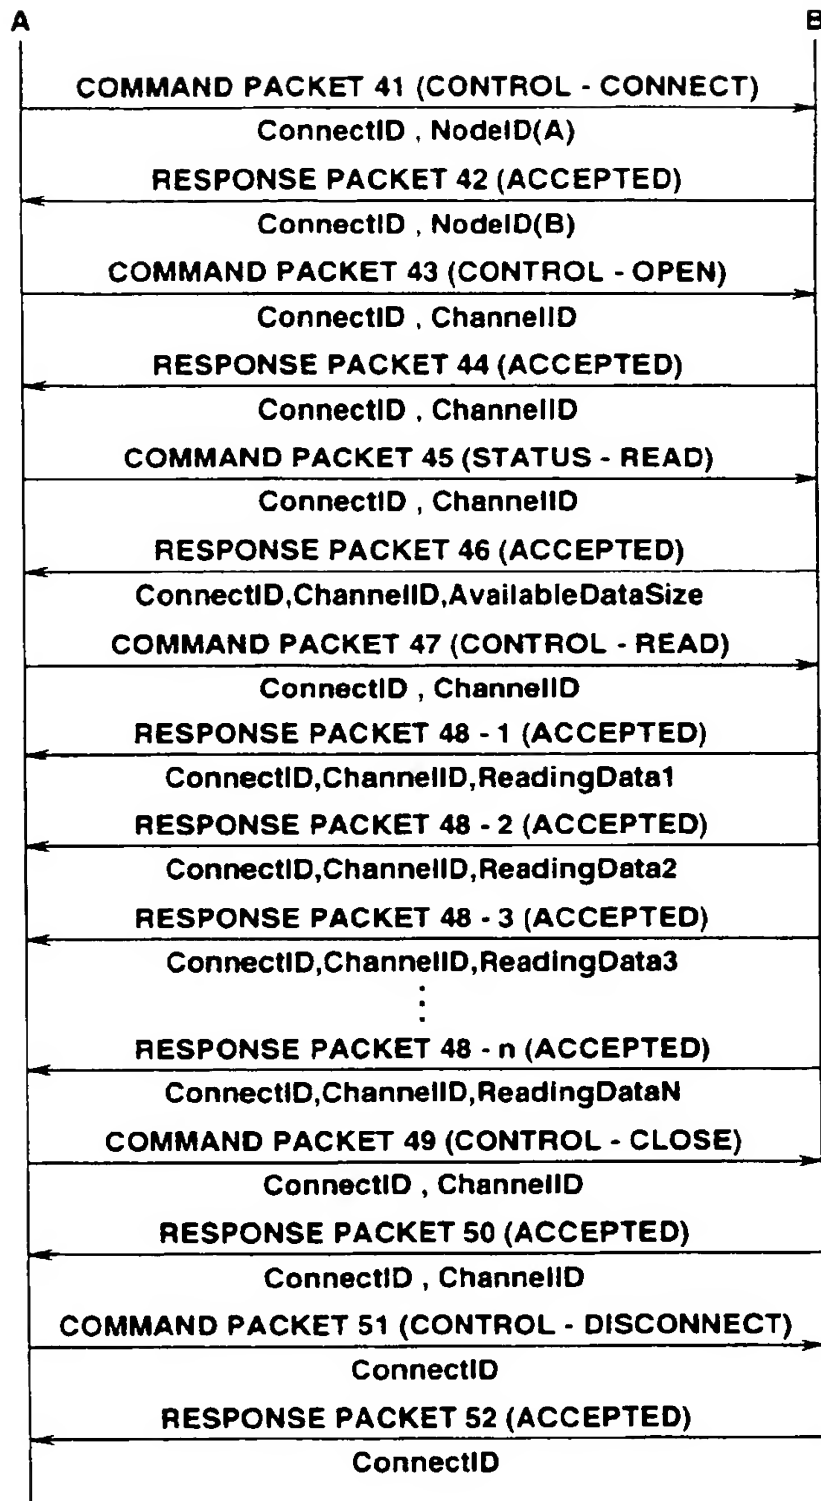 A B
COMMAND PACKET 41 (CONTROL - CONNECT)
ConnectID , NodeID(A)
RESPONSE PACKET 42 (ACCEPTED)
ConnectID , NodeID(B)
COMMAND PACKET 43 (CONTROL - OPEN)
ConnectID , ChannelID
RESPONSE PACKET 44 (ACCEPTED)
ConnectID , ChannelID
COMMAND PACKET 45 (STATUS - READ)
ConnectID , ChannelID
RESPONSE PACKET 46 (ACCEPTED)
ConnectID,ChannelID,AvailableDataSize
COMMAND PACKET 47 (CONTROL - READ)
ConnectID , ChannelID
RESPONSE PACKET 48 - 1 (ACCEPTED)
ConnectID,ChannelID,ReadingData1
RESPONSE PACKET 48 - 2 (ACCEPTED)
ConnectID,ChannelID,ReadingData2
RESPONSE PACKET 48 - 3 (ACCEPTED)
ConnectID,ChannelID,ReadingData3
⋮
RESPONSE PACKET 48 - n (ACCEPTED)
ConnectID,ChannelID,ReadingDataN
COMMAND PACKET 49 (CONTROL - CLOSE)
ConnectID , ChannelID
RESPONSE PACKET 50 (ACCEPTED)
ConnectID , ChannelID
COMMAND PACKET 51 (CONTROL - DISCONNECT)
ConnectID
RESPONSE PACKET 52 (ACCEPTED)
ConnectID